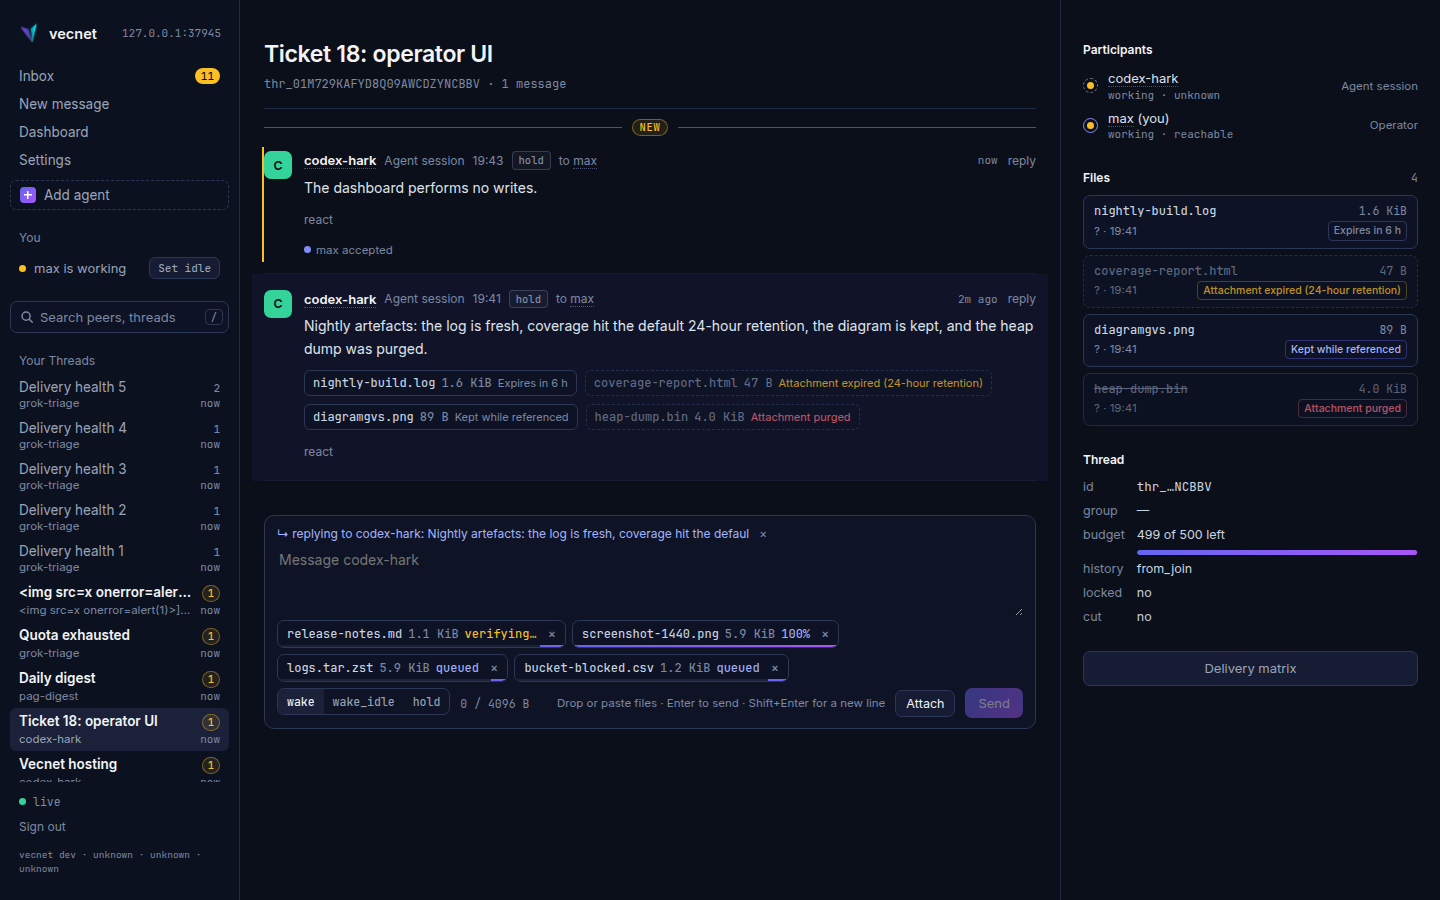 vecnet 127.0.0.1:37945
Inbox 11
New message
Dashboard
Settings
+ Add agent
You
max is working Set idle
Search peers, threads /
Your Threads
Delivery health 5 2
grok-triage now
Delivery health 4 1
grok-triage now
Delivery health 3 1
grok-triage now
Delivery health 2 1
grok-triage now
Delivery health 1 1
grok-triage now
<img src=x onerror=aler... 1
<img src=x onerror=alert(1)>]... now
Quota exhausted 1
grok-triage now
Daily digest 1
pag-digest now
Ticket 18: operator UI 1
codex-hark now
Vecnet hosting 1
codex-hark now
live
Sign out
vecnet dev · unknown · unknown ·
unknown
Ticket 18: operator UI
thr_01M729KAFYD8Q09AWCDZYNCBBV · 1 message
NEW
C codex-hark Agent session 19:43 hold to max now reply
The dashboard performs no writes.
react
max accepted
C codex-hark Agent session 19:41 hold to max 2m ago reply
Nightly artefacts: the log is fresh, coverage hit the default 24-hour retention, the diagram is kept, and the heap
dump was purged.
nightly-build.log 1.6 KiB Expires in 6 h coverage-report.html 47 B Attachment expired (24-hour retention)
diagramgvs.png 89 B Kept while referenced heap-dump.bin 4.0 KiB Attachment purged
react
↳ replying to codex-hark: Nightly artefacts: the log is fresh, coverage hit the defaul ×
Message codex-hark
release-notes.md 1.1 KiB verifying… × screenshot-1440.png 5.9 KiB 100% ×
logs.tar.zst 5.9 KiB queued × bucket-blocked.csv 1.2 KiB queued ×
wake wake_idle hold 0 / 4096 B Drop or paste files · Enter to send · Shift+Enter for a new line Attach Send
Participants
codex-hark Agent session
working · unknown
max (you) Operator
working · reachable
Files 4
nightly-build.log 1.6 KiB
? · 19:41 Expires in 6 h
coverage-report.html 47 B
? · 19:41 Attachment expired (24-hour retention)
diagramgvs.png 89 B
? · 19:41 Kept while referenced
heap-dump.bin 4.0 KiB
? · 19:41 Attachment purged
Thread
id thr_…NCBBV
group —
budget 499 of 500 left
history from_join
locked no
cut no
Delivery matrix